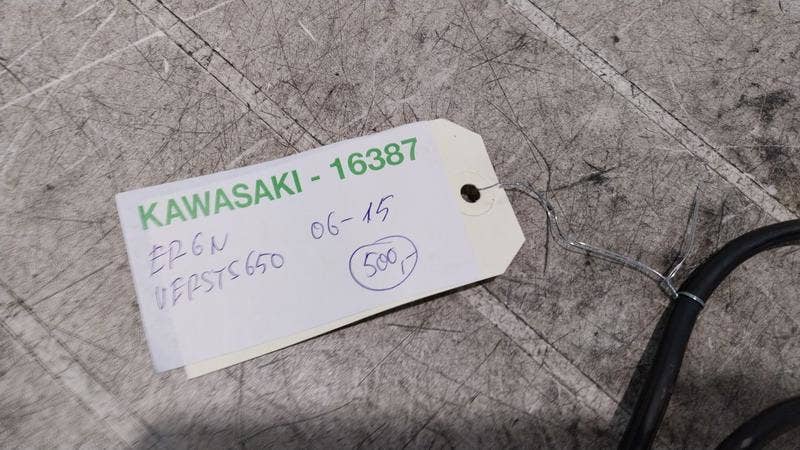 KAWASAKI - 16387
ER6N 06-15
VERSYS650 500,-